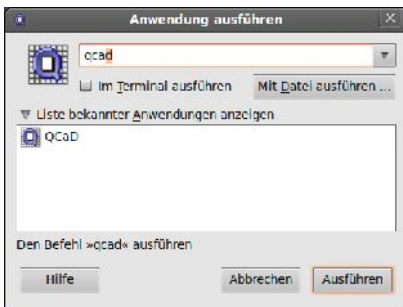 Anwendung ausführen
qcad
Im Terminal ausführen
Mit Datei ausführen ...
Liste bekannter Anwendungen anzeigen
QCaD
Den Befehl »qcad« ausführen
Hilfe
Abbrechen
Ausführen